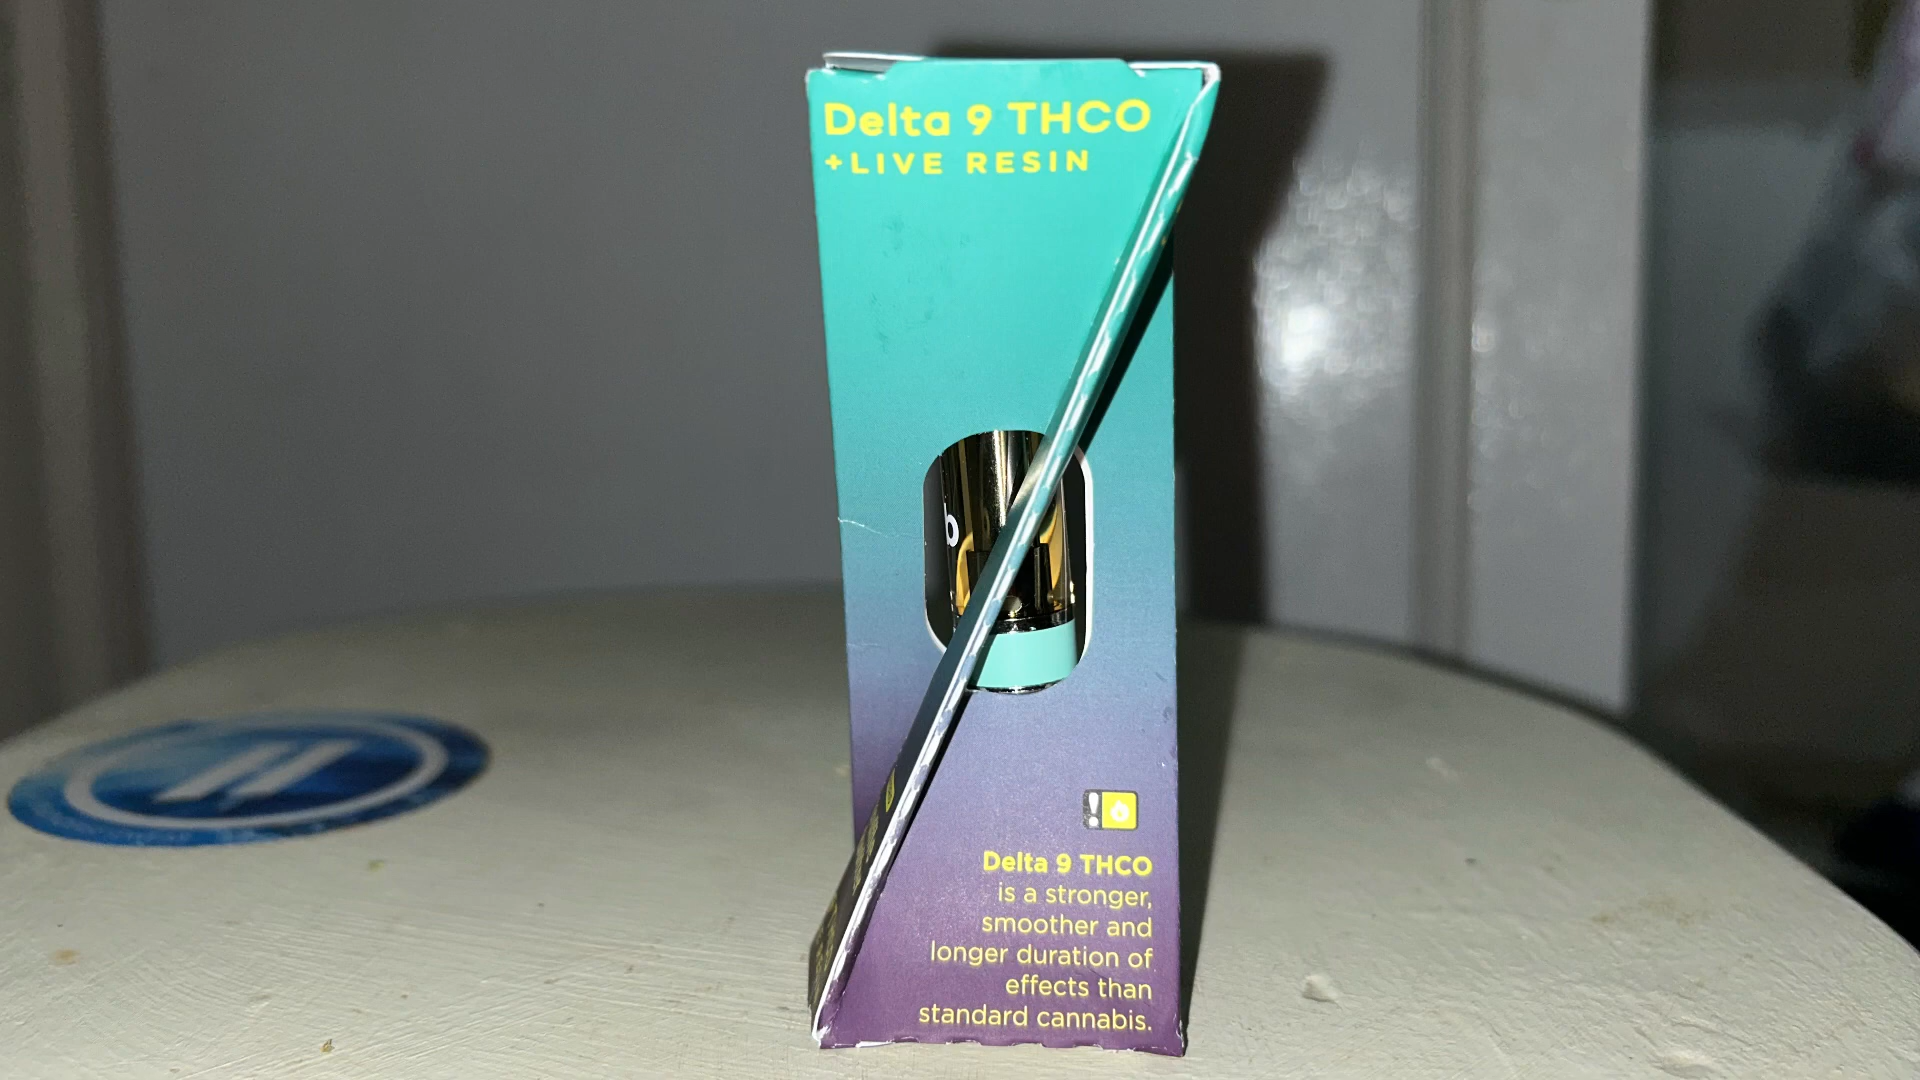 Delta 9 THCO
+LIVE RESIN
b
Delta 9 THCO
is a stronger,
smoother and
longer duration of
effects than
standard cannabis.